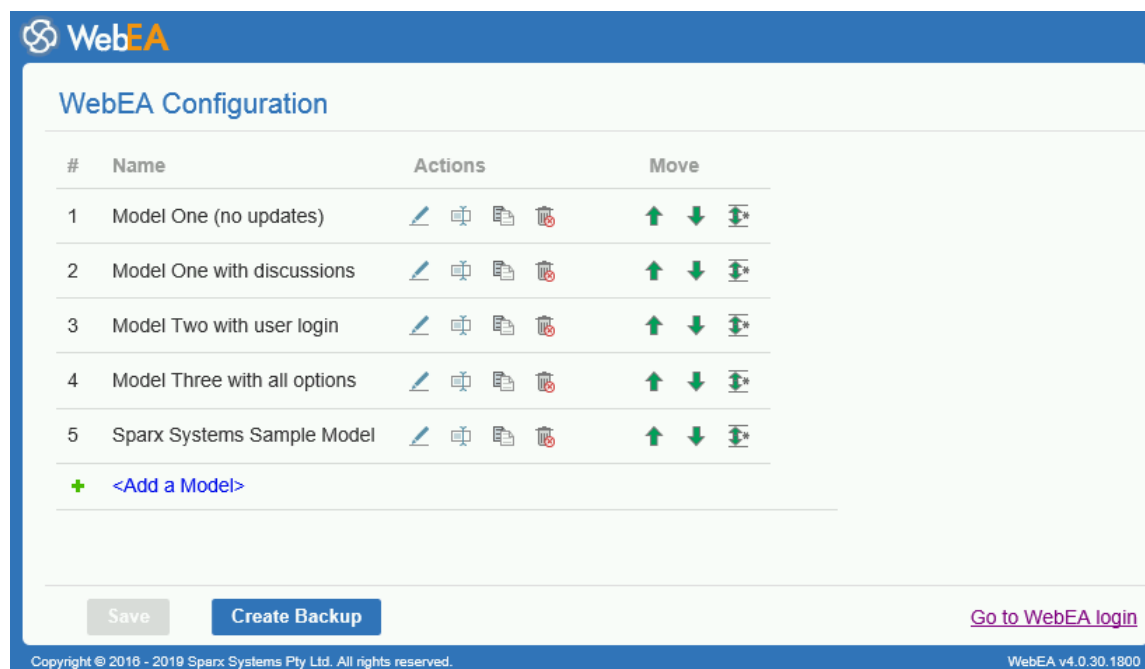 WebEA
WebEA Configuration
# Name Actions Move
1 Model One (no updates)
2 Model One with discussions
3 Model Two with user login
4 Model Three with all options
5 Sparx Systems Sample Model
<Add a Model>
Save Create Backup Go to WebEA login
Copyright © 2016 - 2019 Sparx Systems Pty Ltd. All rights reserved. WebEA v4.0.30.1800